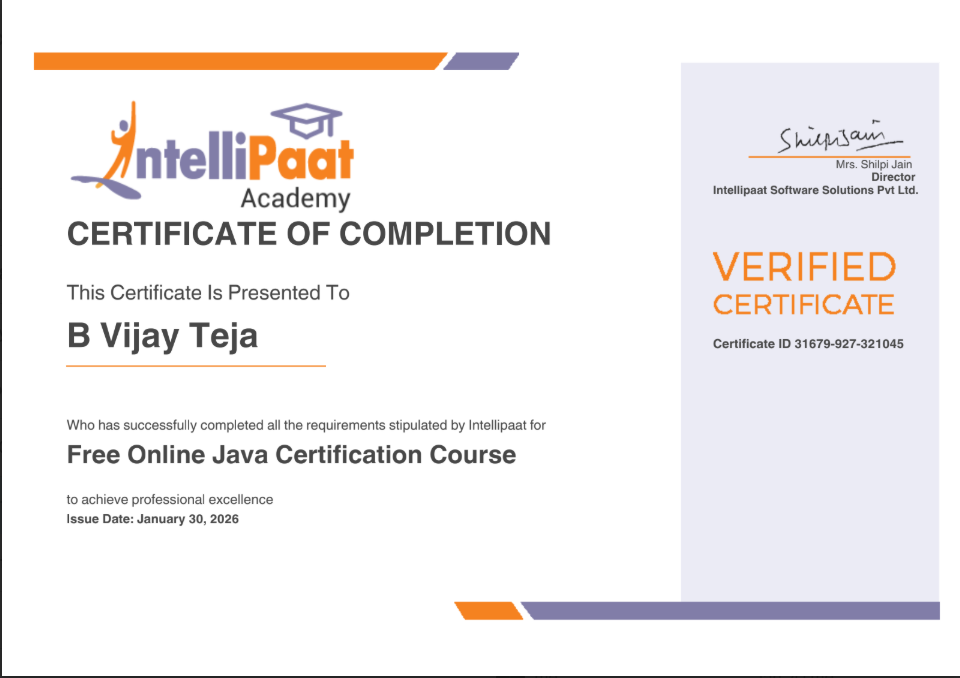 IntelliPaat
Academy
CERTIFICATE OF COMPLETION
This Certificate Is Presented To
B Vijay Teja
Who has successfully completed all the requirements stipulated by Intellipaat for
Free Online Java Certification Course
to achieve professional excellence
Issue Date: January 30, 2026
Shilpi Jain
Mrs. Shilpi Jain
Director
Intellipaat Software Solutions Pvt Ltd.
VERIFIED
CERTIFICATE
Certificate ID 31679-927-321045